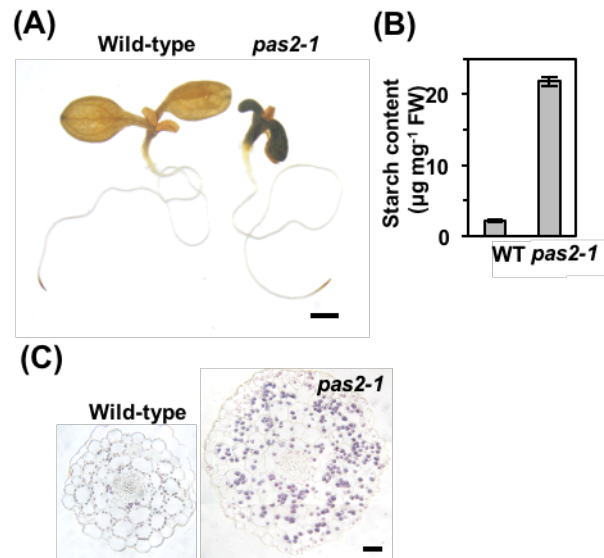 (A)
Wild-type pas2-1
(B)
Starch content
(µg mg⁻¹ FW)
20
10
0
WT pas2-1
(C)
Wild-type
pas2-1